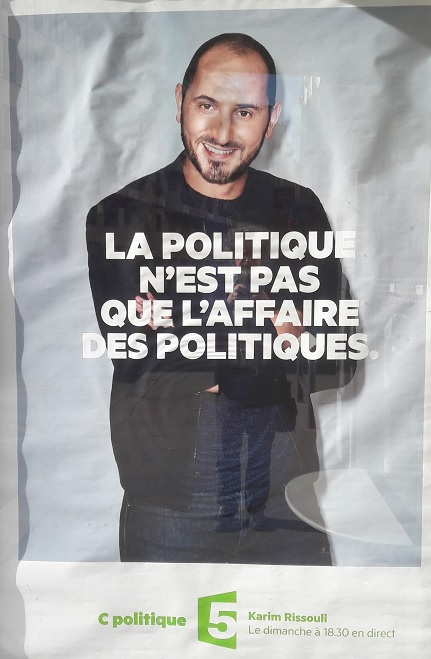 LA POLITIQUE
N'EST PAS
QUE L'AFFAIRE
DES POLITIQUES.
C politique
5
Karim Rissouli
Le dimanche à 18.30 en direct